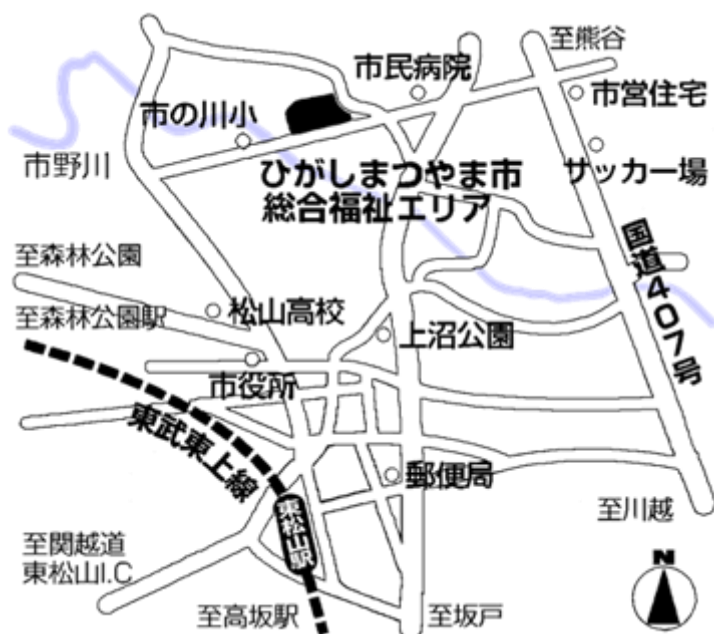 至熊谷
市民病院
市営住宅
市の川小
市野川
サッカー場
ひがしまつやま市
総合福祉エリア
国道407号
至森林公園
松山高校
至森林公園駅
上沼公園
市役所
東武東上線
郵便局
至川越
東松山駅
至関越道
東松山I.C
至高坂駅
至坂戸
N